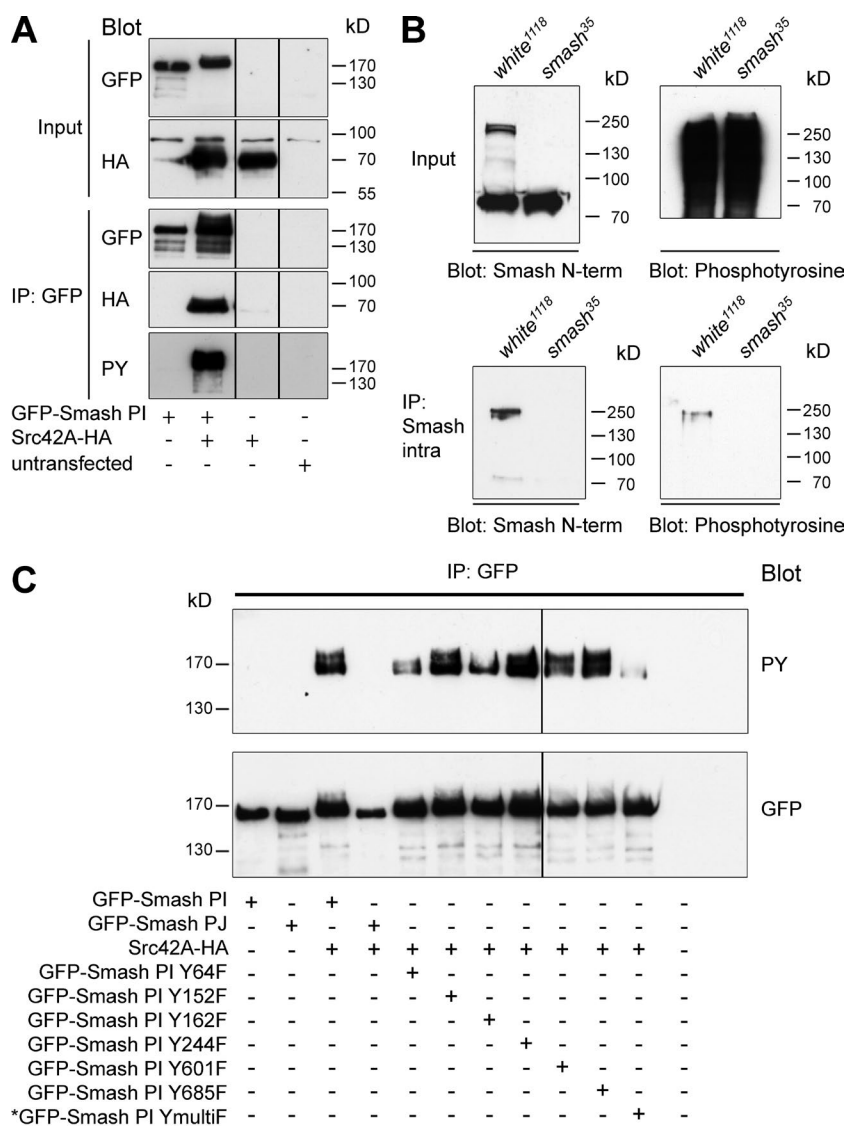 A
Blot
kD
Input
GFP
170
130
HA
100
70
55
IP: GFP
GFP
170
130
HA
100
70
PY
170
130
GFP-Smash PI + + - -
Src42A-HA - + + -
untransfected - - - +
B
white1118 smash35 kD
Input
250
130
100
70
Blot: Smash N-term
white1118 smash35 kD
250
130
100
70
Blot: Phosphotyrosine
white1118 smash35 kD
IP:
Smash
intra
250
130
100
70
Blot: Smash N-term
white1118 smash35 kD
250
130
100
70
Blot: Phosphotyrosine
C
IP: GFP
Blot
kD
170
130
PY
170
130
GFP
GFP-Smash PI + - + - - - - - - - - -
GFP-Smash PJ - + - + - - - - - - - -
Src42A-HA - - + + + + + + + + + -
GFP-Smash PI Y64F - - - - + - - - - - - -
GFP-Smash PI Y152F - - - - - + - - - - - -
GFP-Smash PI Y162F - - - - - - + - - - - -
GFP-Smash PI Y244F - - - - - - - + - - - -
GFP-Smash PI Y601F - - - - - - - - + - - -
GFP-Smash PI Y685F - - - - - - - - - + - -
*GFP-Smash PI YmultiF - - - - - - - - - - + -